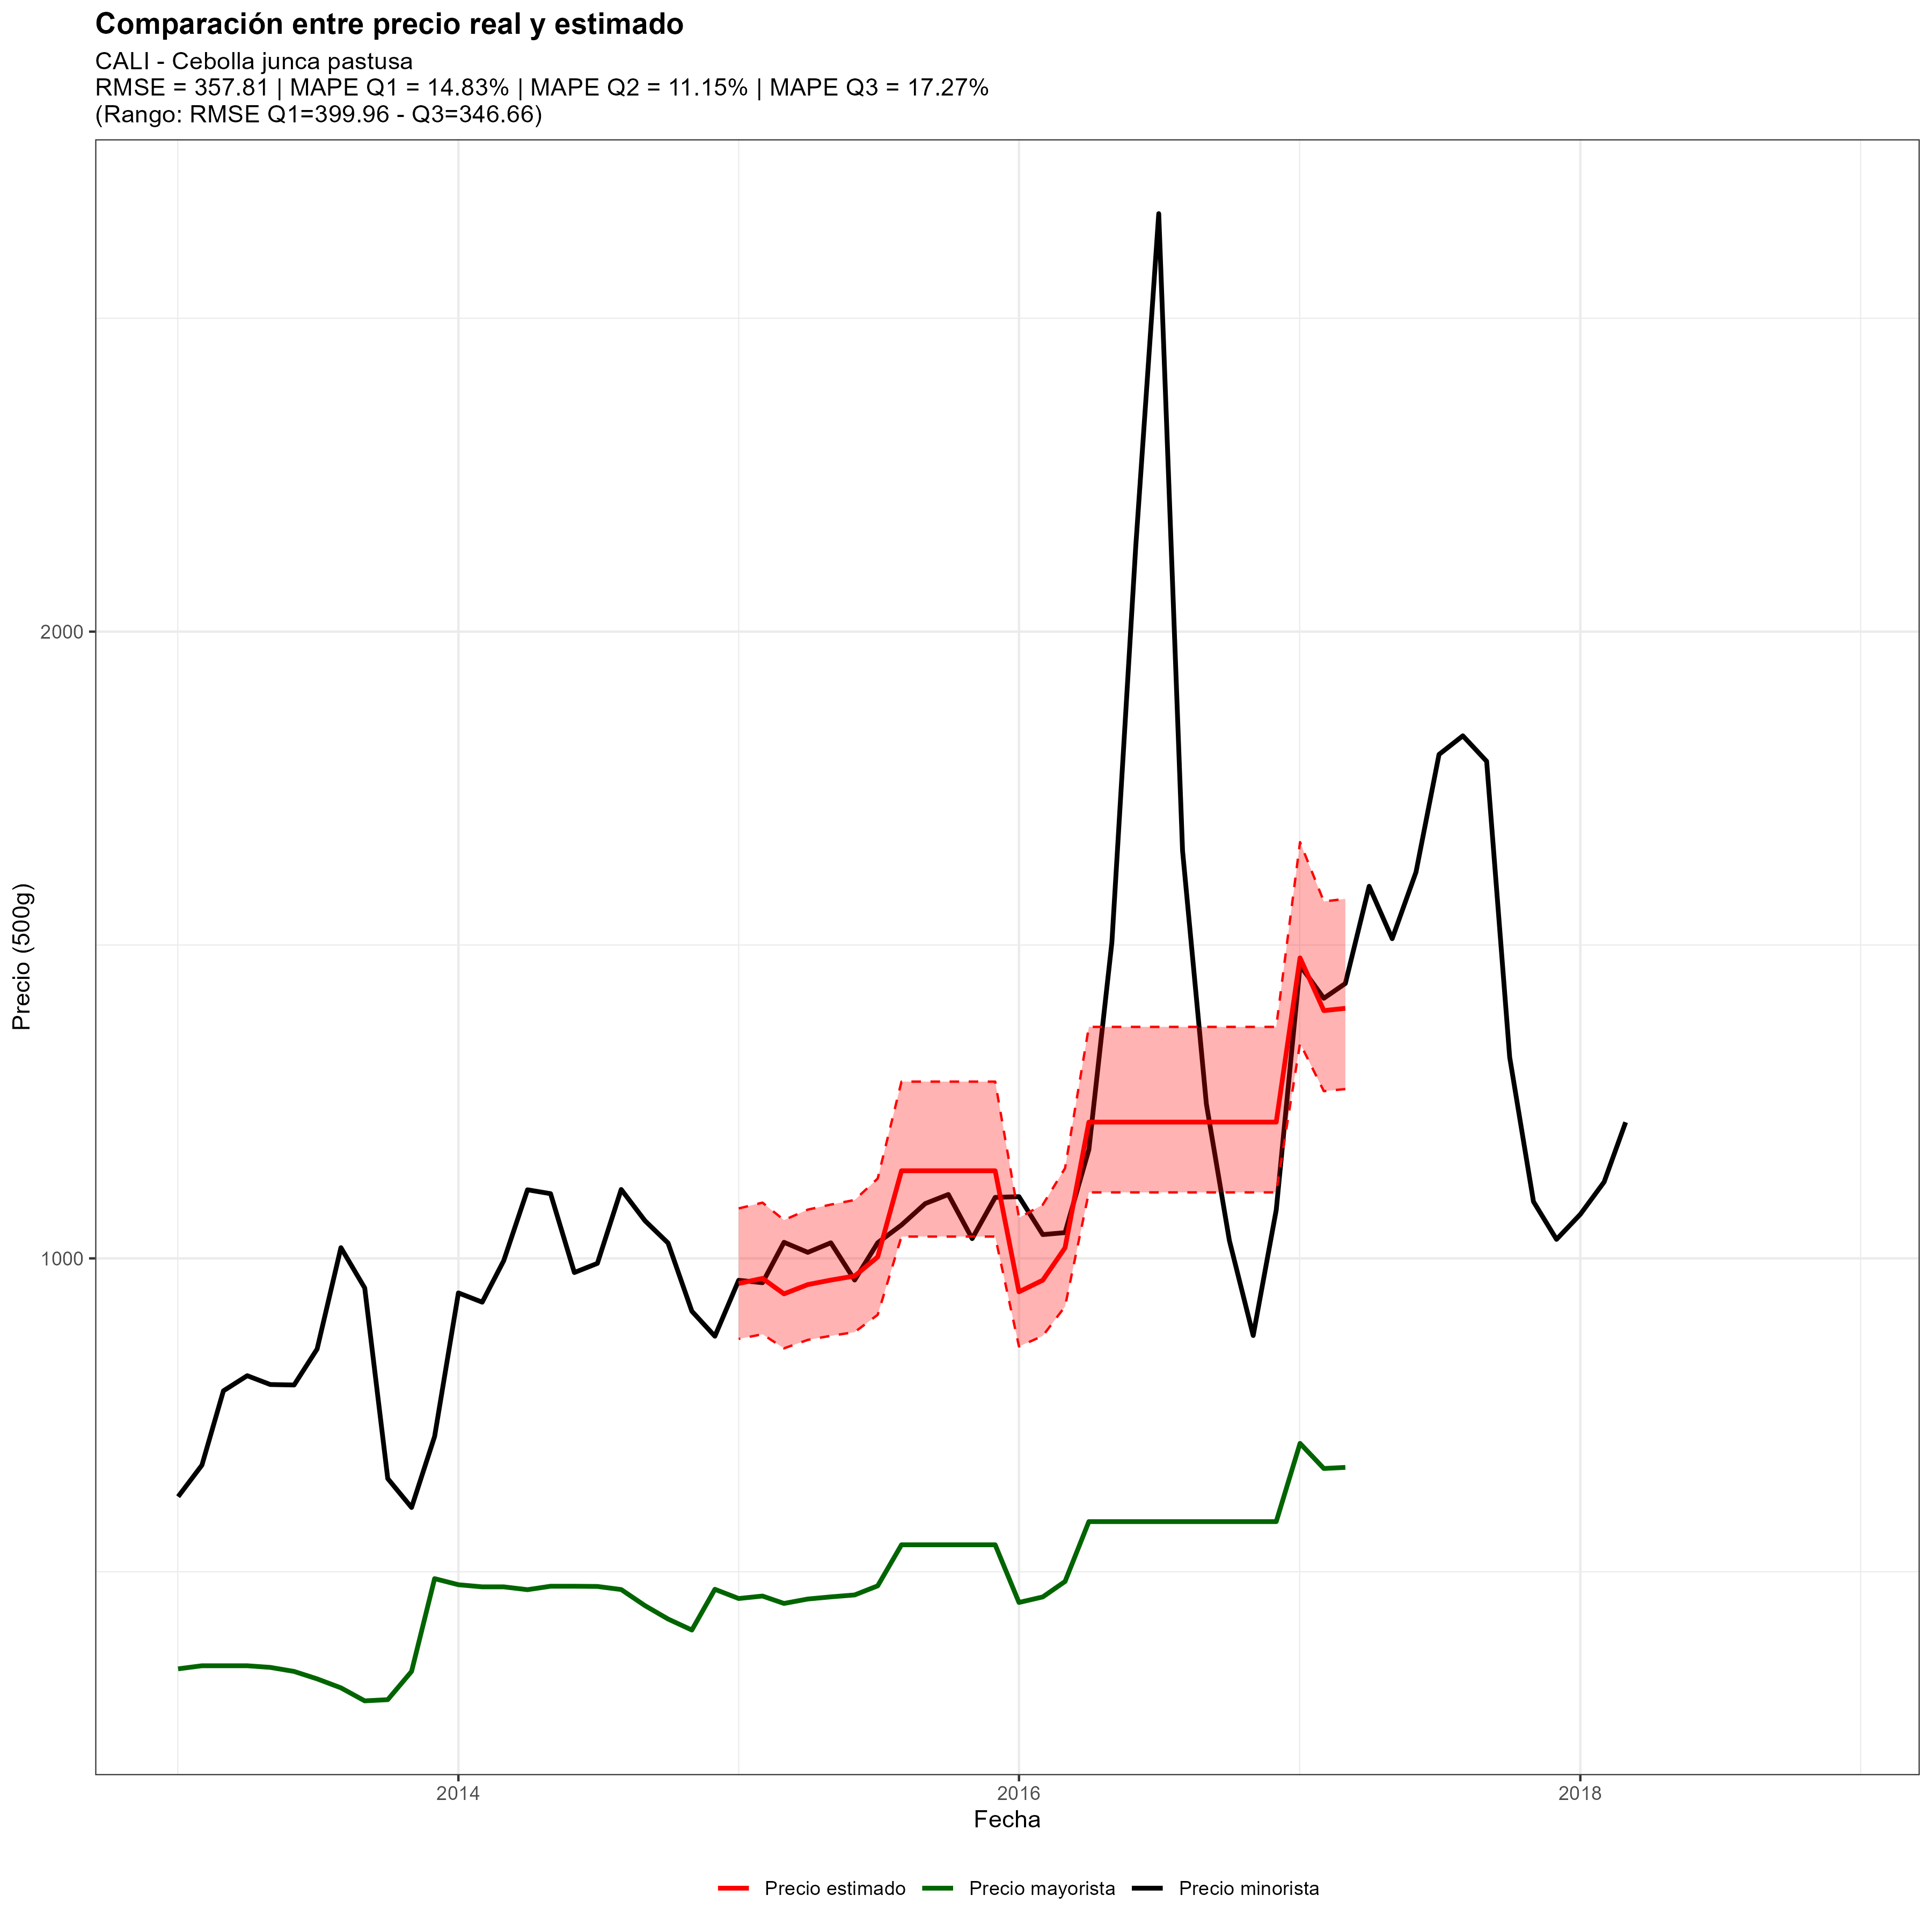 Comparación entre precio real y estimado
CALI - Cebolla junca pastusa
RMSE = 357.81 | MAPE Q1 = 14.83% | MAPE Q2 = 11.15% | MAPE Q3 = 17.27%
(Rango: RMSE Q1=399.96 - Q3=346.66)
Precio (500g)
2000
1000
2014
2016
2018
Fecha
Precio estimado
Precio mayorista
Precio minorista